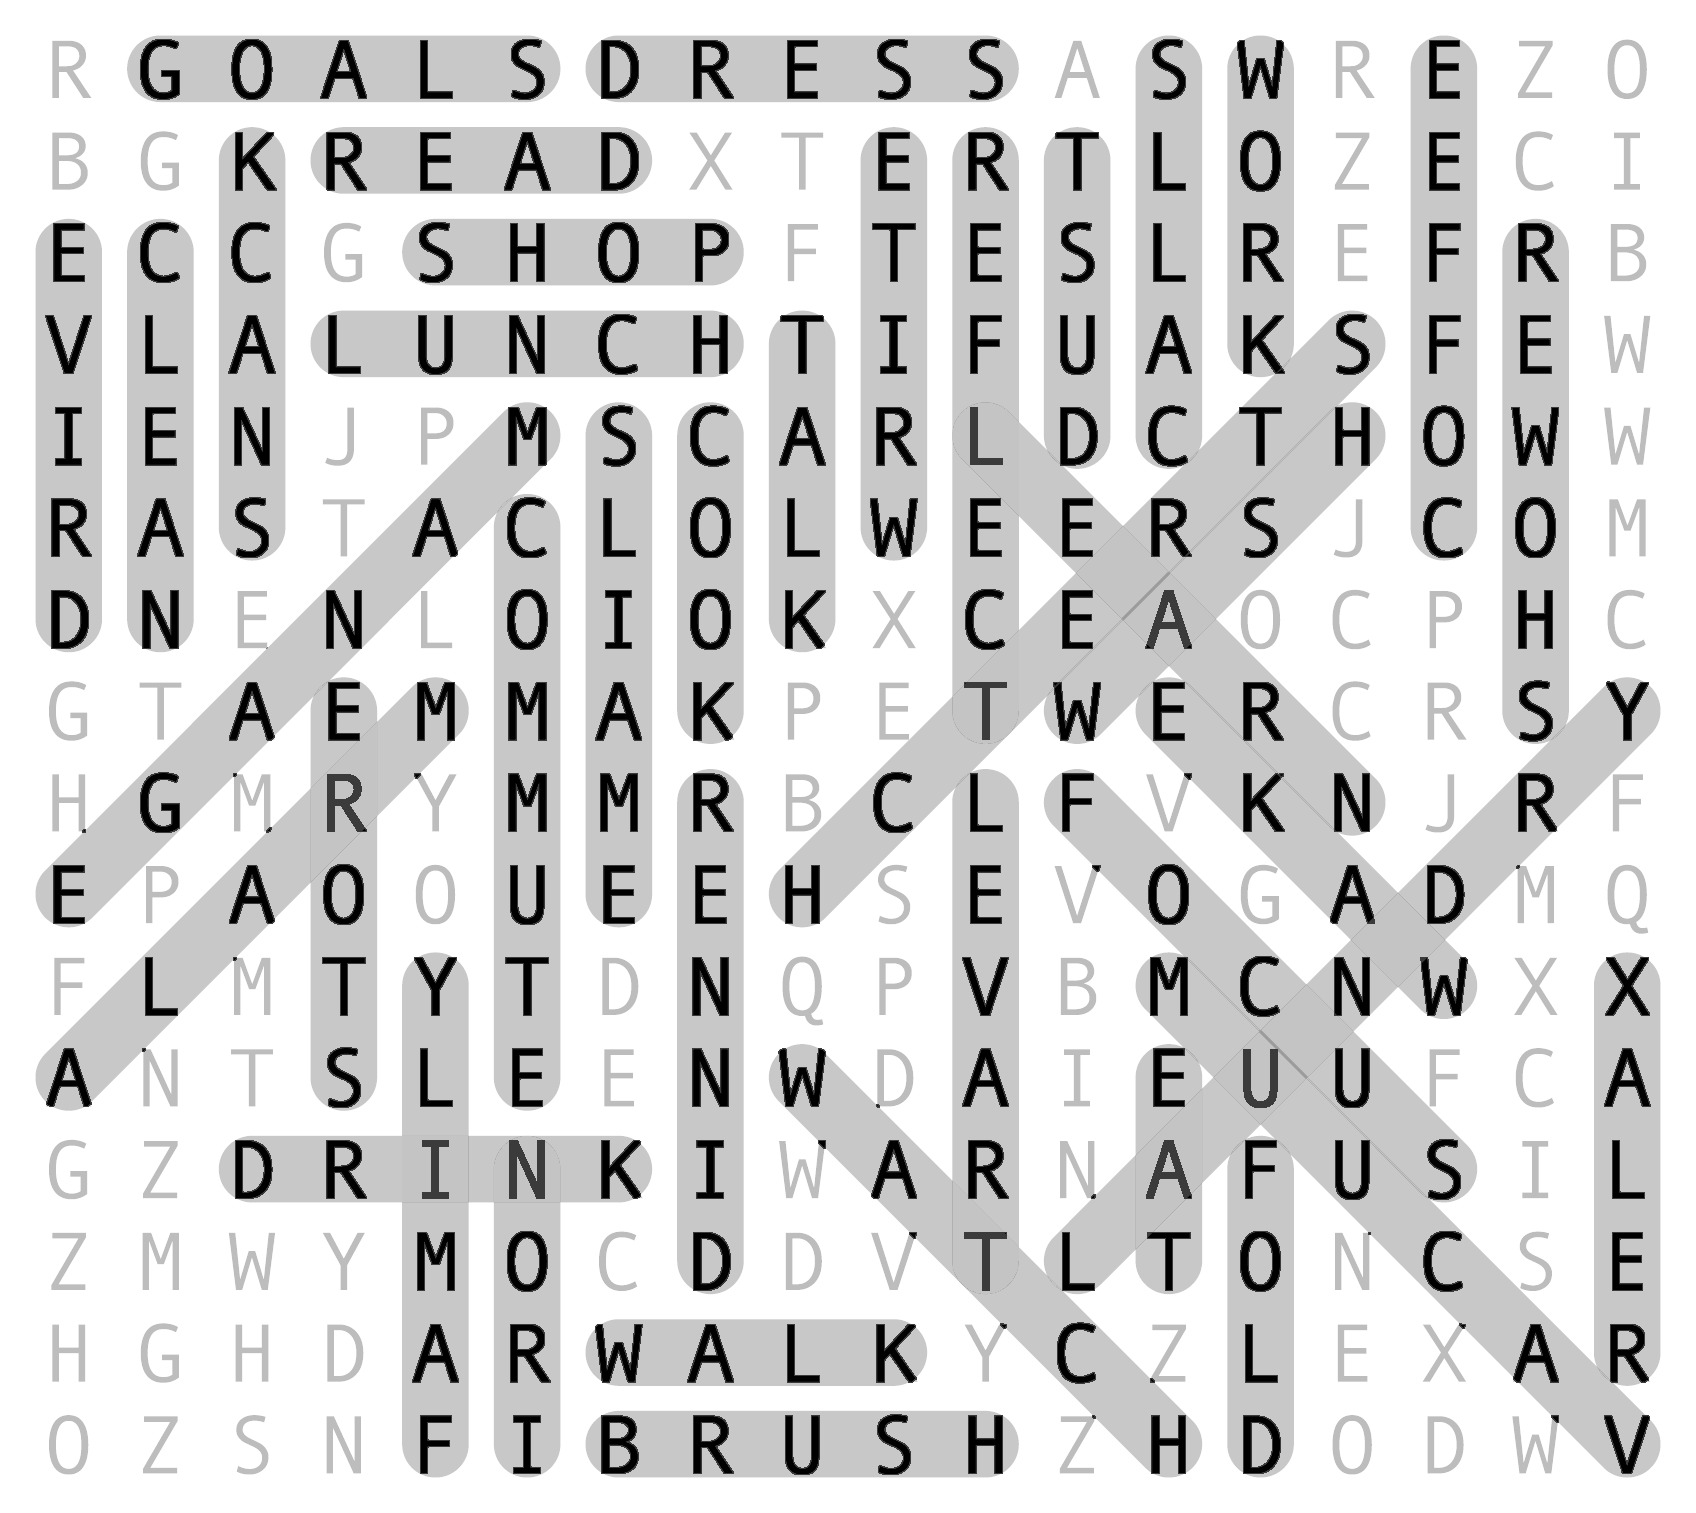 R G O A L S D R E S S A S W R E Z O
B G K R E A D X T E R T L O Z E C I
E C C G S H O P F T E S L R E F R B
V L A L U N C H T I F U A K S F E W
I E N J P M S C A R L D C T H O W W
R A S T A C L O L W E E R S J C O M
D N E N L O I O K X C E A O C P H C
G T A E M M A K P E T W E R C R S Y
H G M R Y M M R B C L F V K N J R F
E P A O O U E E H S E V O G A D M Q
F L M T Y T D N Q P V B M C N W X X
A N T S L E E N W D A I E U U F C A
G Z D R I N K I W A R N A F U S I L
Z M W Y M O C D D V T L T O N C S E
H G H D A R W A L K Y C Z L E X A R
O Z S N F I B R U S H Z H D O D W V